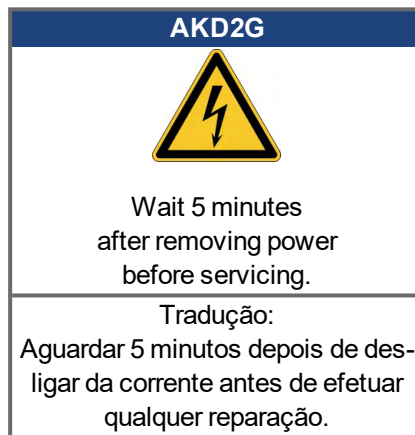 AKD2G
Wait 5 minutes
after removing power
before servicing.
Tradução:
Aguardar 5 minutos depois de des-
ligar da corrente antes de efetuar
qualquer reparação.